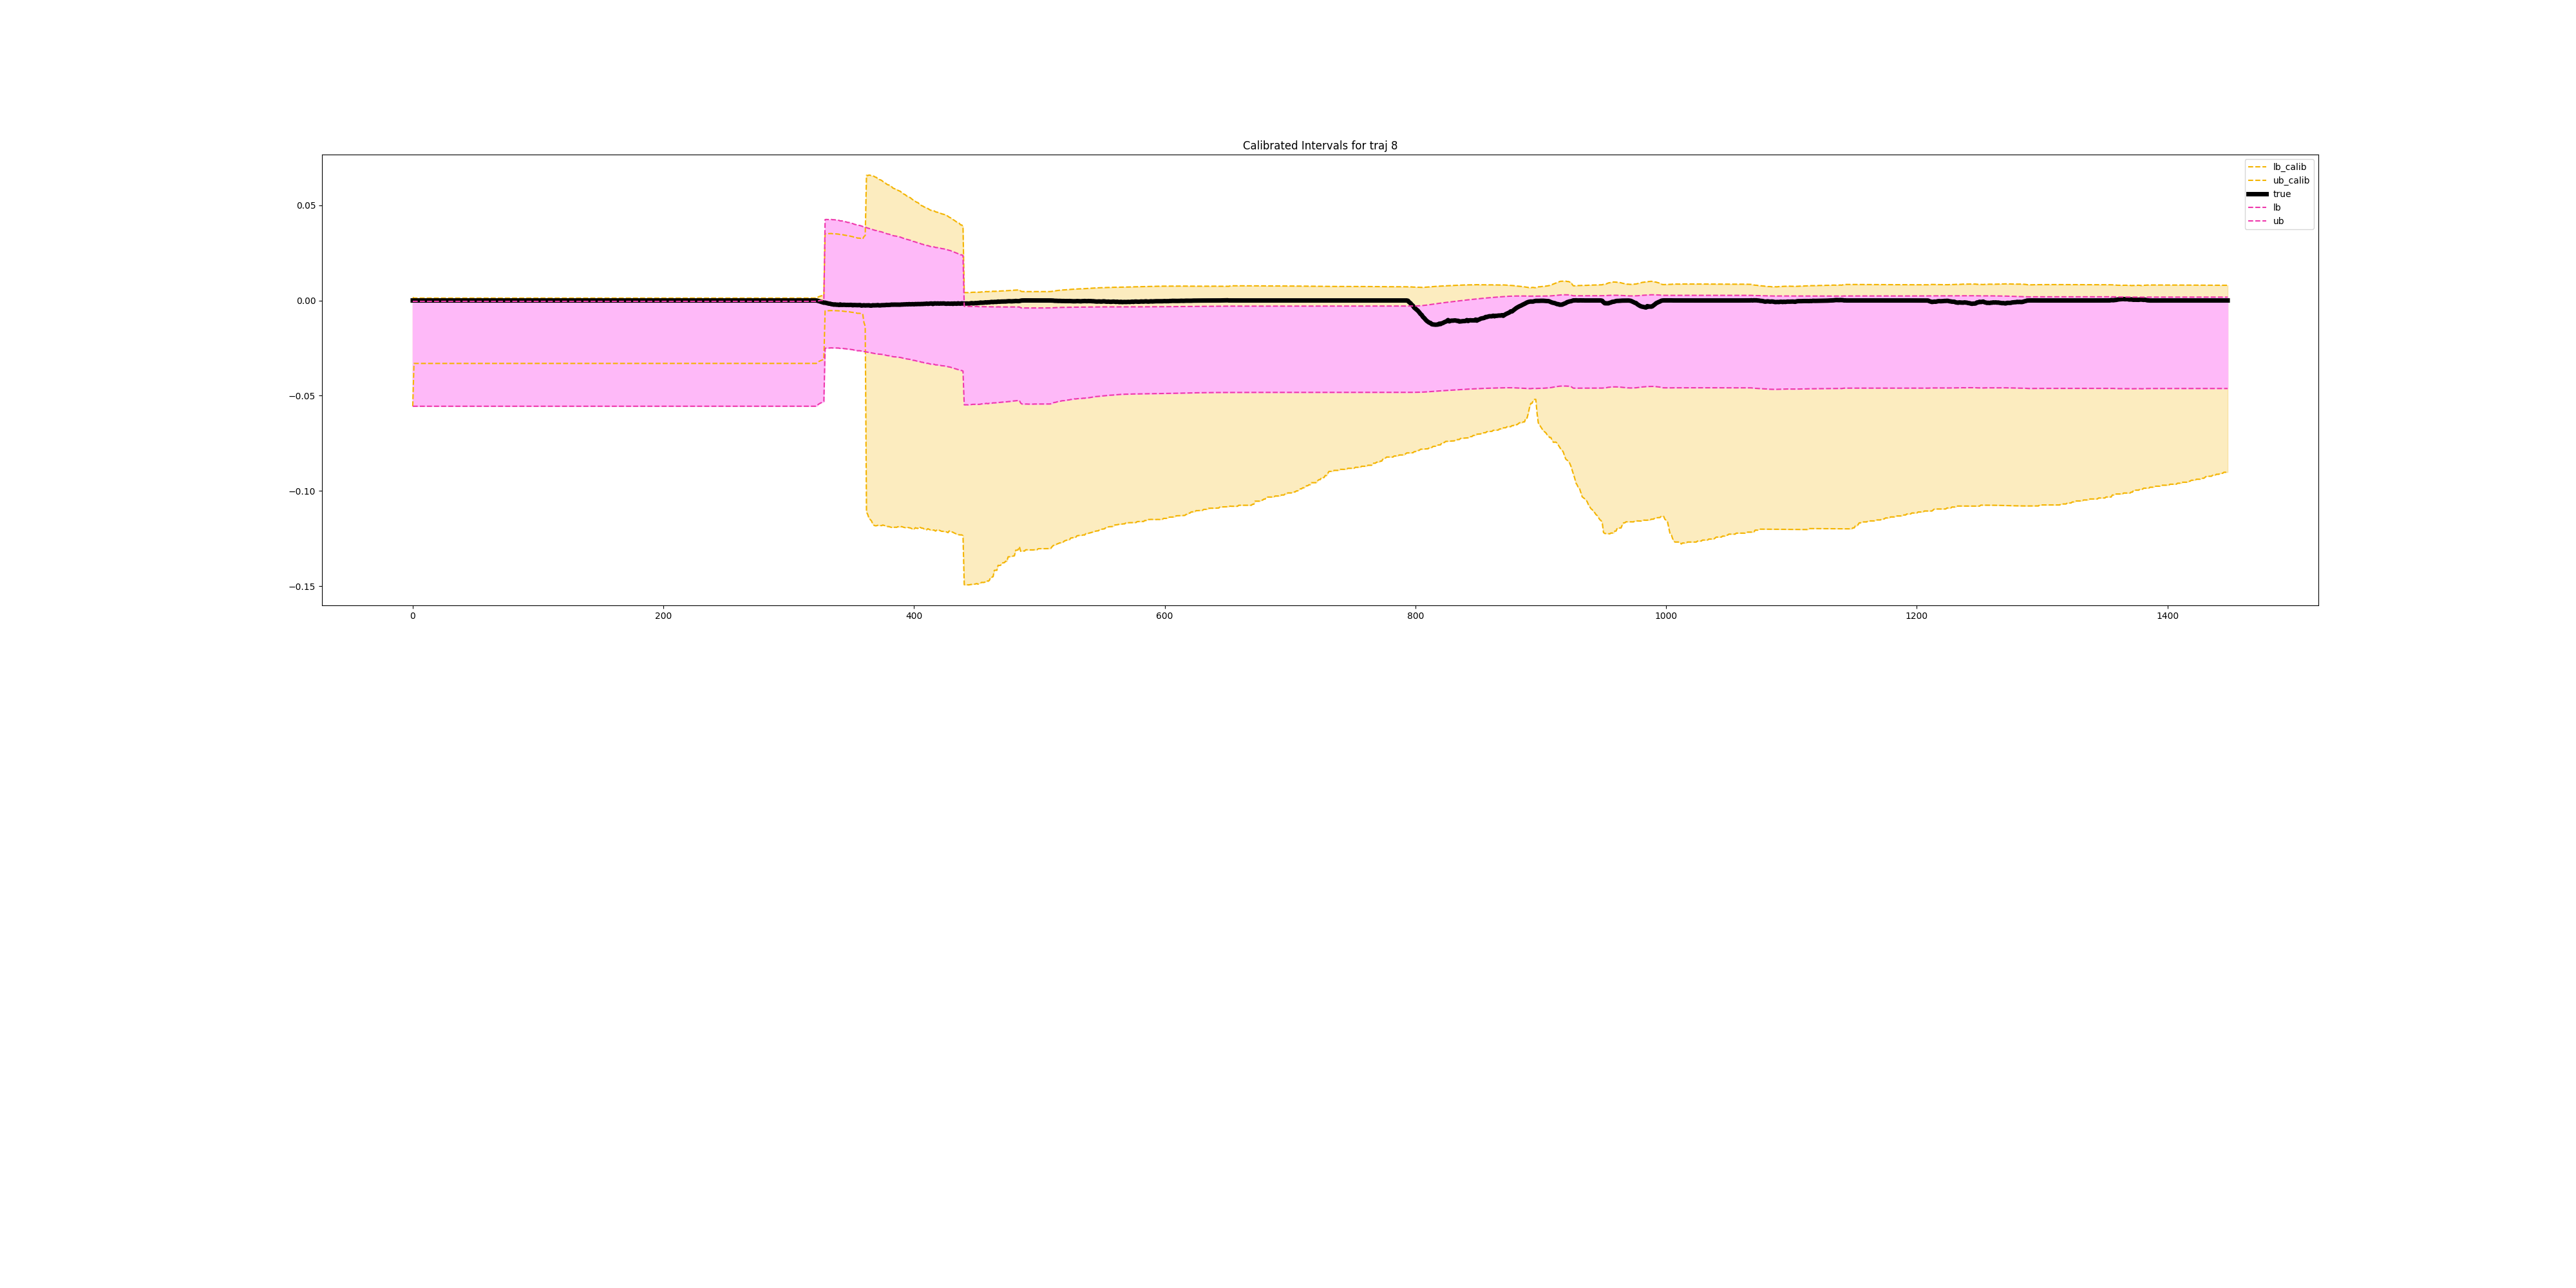 Calibrated Intervals for traj 8
lb_calib
ub_calib
true
lb
ub
0.05
0.00
−0.05
−0.10
−0.15
0 200 400 600 800 1000 1200 1400